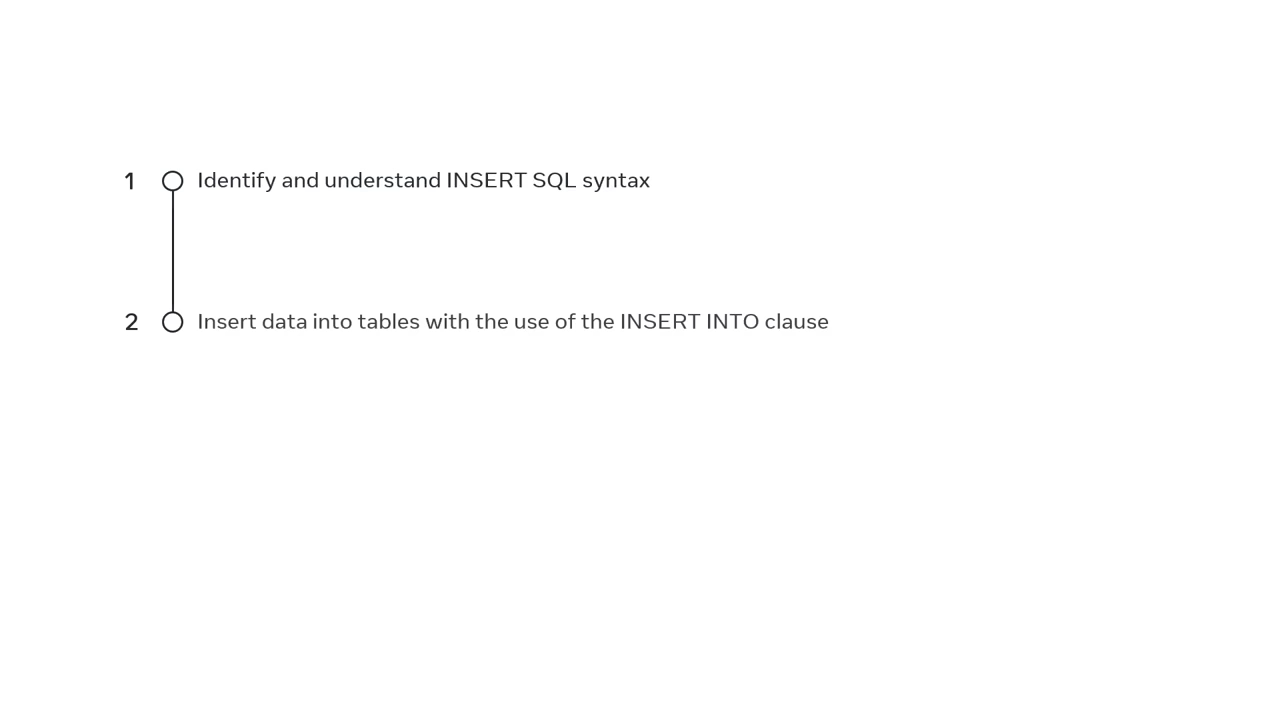 1 Identify and understand INSERT SQL syntax
2 Insert data into tables with the use of the INSERT INTO clause